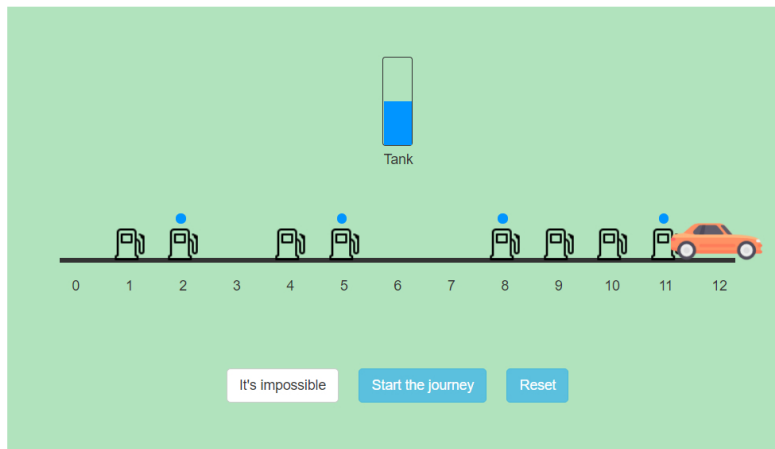 Tank
0 1 2 3 4 5 6 7 8 9 10 11 12
It's impossible Start the journey Reset